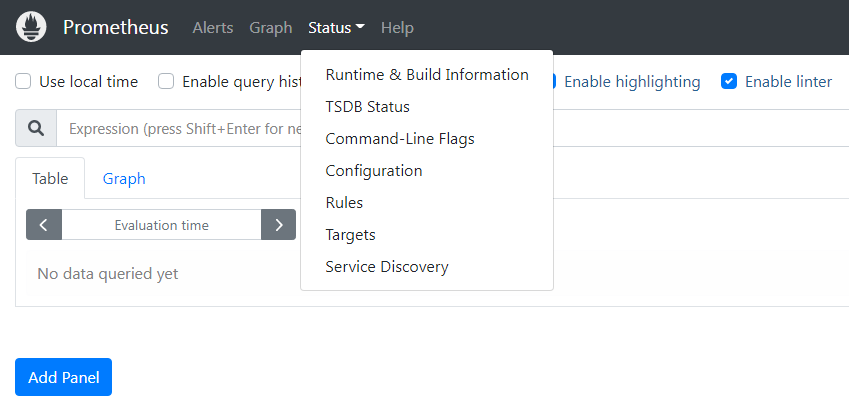 Prometheus Alerts Graph Status Help
Use local time Enable query hist Enable highlighting Enable linter
Runtime & Build Information
TSDB Status
Command-Line Flags
Configuration
Rules
Targets
Service Discovery
Expression (press Shift+Enter for ne
Table Graph
Evaluation time
No data queried yet
Add Panel